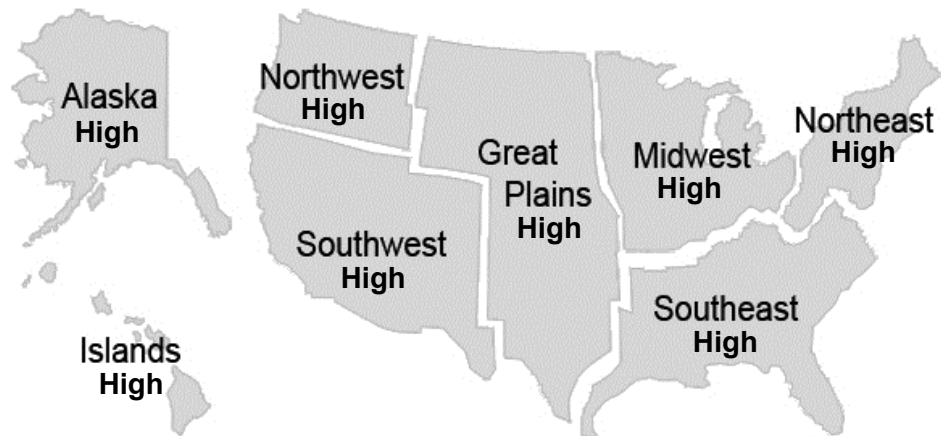 Alaska
High
Northwest
High
Great
Plains
High
Midwest
High
Northeast
High
Southwest
High
Southeast
High
Islands
High